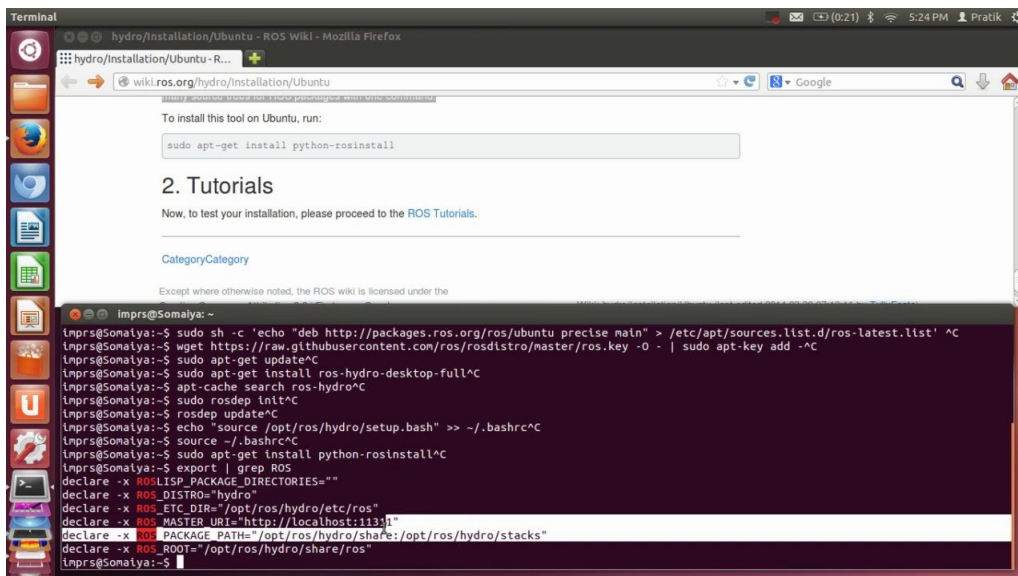 Terminal
(0:21)
5:24 PM
Pratik
hydro/Installation/Ubuntu - ROS Wiki - Mozilla Firefox
hydro/Installation/Ubuntu - R...
wiki.ros.org/hydro/Installation/Ubuntu
Google
many source trees for ROS packages with one command.
To install this tool on Ubuntu, run:
sudo apt-get install python-rosinstall
2. Tutorials
Now, to test your installation, please proceed to the ROS Tutorials.
CategoryCategory
Except where otherwise noted, the ROS wiki is licensed under the
imprs@Somaiya: ~
imprs@Somaiya:~$ sudo sh -c 'echo "deb http://packages.ros.org/ros/ubuntu precise main" > /etc/apt/sources.list.d/ros-latest.list' ^C
imprs@Somaiya:~$ wget https://raw.githubusercontent.com/ros/rosdistro/master/ros.key -O - | sudo apt-key add -^C
imprs@Somaiya:~$ sudo apt-get update^C
imprs@Somaiya:~$ sudo apt-get install ros-hydro-desktop-full^C
imprs@Somaiya:~$ apt-cache search ros-hydro^C
imprs@Somaiya:~$ sudo rosdep init^C
imprs@Somaiya:~$ rosdep update^C
imprs@Somaiya:~$ echo "source /opt/ros/hydro/setup.bash" >> ~/.bashrc^C
imprs@Somaiya:~$ source ~/.bashrc^C
imprs@Somaiya:~$ sudo apt-get install python-rosinstall^C
imprs@Somaiya:~$ export | grep ROS
declare -x ROSLISP_PACKAGE_DIRECTORIES=""
declare -x ROS_DISTRO="hydro"
declare -x ROS_ETC_DIR="/opt/ros/hydro/etc/ros"
declare -x ROS_MASTER_URI="http://localhost:11311"
declare -x ROS_PACKAGE_PATH="/opt/ros/hydro/share:/opt/ros/hydro/stacks"
declare -x ROS_ROOT="/opt/ros/hydro/share/ros"
imprs@Somaiya:~$